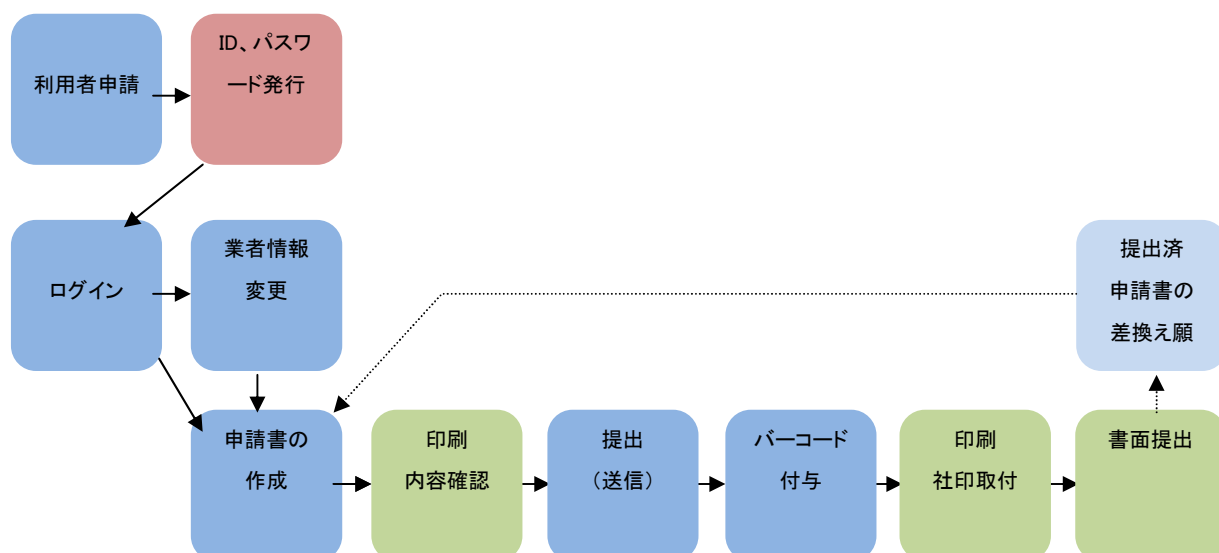 利用者申請
ID、パスワ
ード発行
ログイン
業者情報
変更
提出済
申請書の
差換え願
申請書の
作成
印刷
内容確認
提出
（送信）
バーコード
付与
印刷
社印取付
書面提出